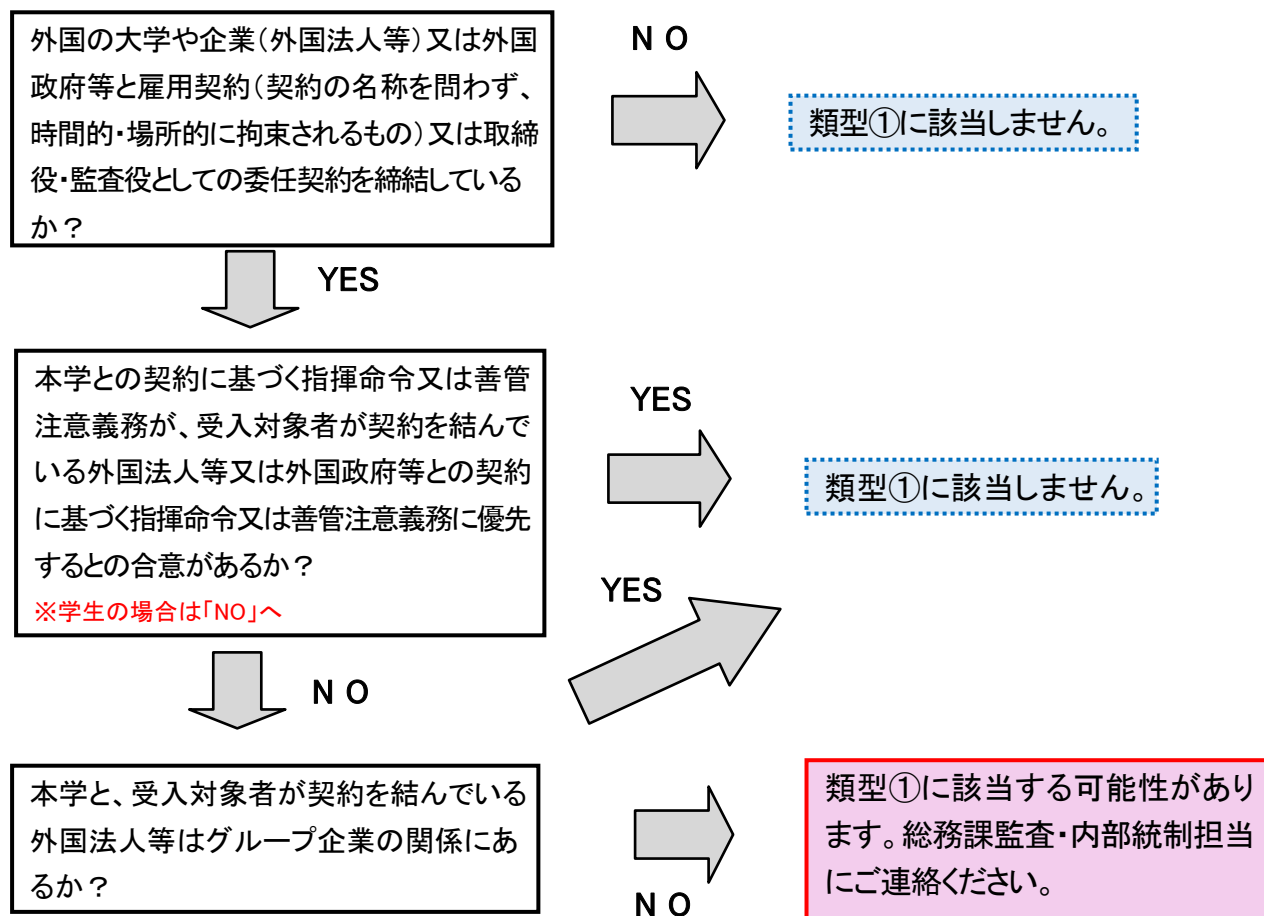 外国の大学や企業(外国法人等)又は外国
政府等と雇用契約(契約の名称を問わず、
時間的・場所的に拘束されるもの)又は取締
役・監査役としての委任契約を締結している
か?
NO
類型①に該当しません。
YES
本学との契約に基づく指揮命令又は善管
注意義務が、受入対象者が契約を結んで
いる外国法人等又は外国政府等との契約
に基づく指揮命令又は善管注意義務に優先
するとの合意があるか?
※学生の場合は「NO」へ
YES
類型①に該当しません。
YES
NO
本学と、受入対象者が契約を結んでいる
外国法人等はグループ企業の関係にあ
るか?
NO
類型①に該当する可能性があり
ます。総務課監査・内部統制担当
にご連絡ください。